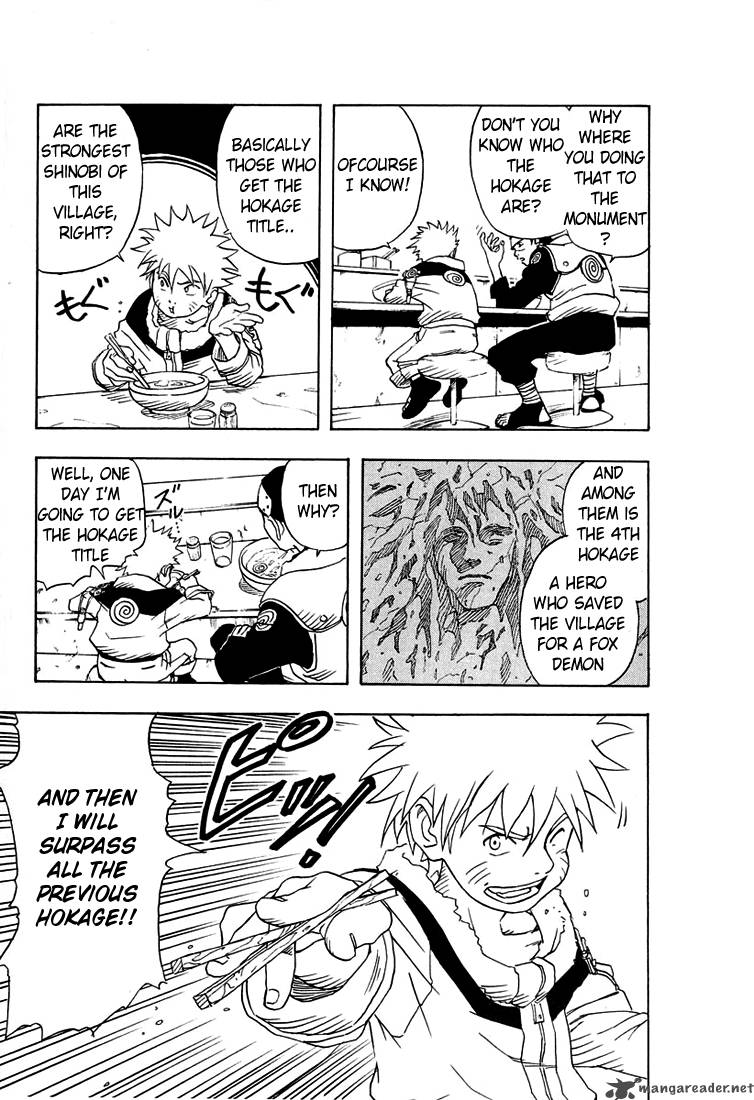 WHY
WHERE
YOU DOING
THAT TO
THE
MONUMENT
?
DON'T YOU
KNOW WHO
THE
HOKAGE
ARE?
OFCOURSE
I KNOW!
BASICALLY
THOSE WHO
GET THE
HOKAGE
TITLE..
ARE THE
STRONGEST
SHINOBI OF
THIS
VILLAGE,
RIGHT?
もぐ
もぐ
AND
AMONG
THEM IS
THE 4TH
HOKAGE
A HERO
WHO SAVED
THE VILLAGE
FOR A FOX
DEMON
THEN
WHY?
WELL, ONE
DAY I'M
GOING TO GET
THE HOKAGE
TITLE
ズル
ピッ!
AND THEN
I WILL
SURPASS
ALL THE
PREVIOUS
HOKAGE!!
mangareader.net